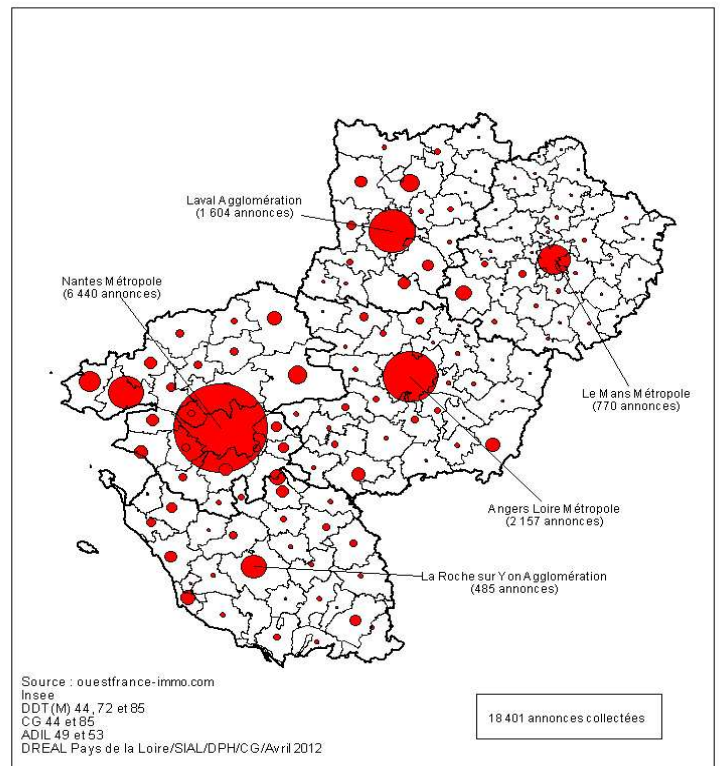 Laval Agglomération
(1 604 annonces)
Nantes Métropole
(6 440 annonces)
Le Mans Métropole
(770 annonces)
Angers Loire Métropole
(2 157 annonces)
La Roche sur Yon Agglomération
(485 annonces)
Source : ouestfrance-immo.com
Insee
DDT(M) 44, 72 et 85
CG 44 et 85
ADIL 49 et 53
DREAL Pays de la Loire/SIAL/DPH/CG/Avril 2012
18 401 annonces collectées